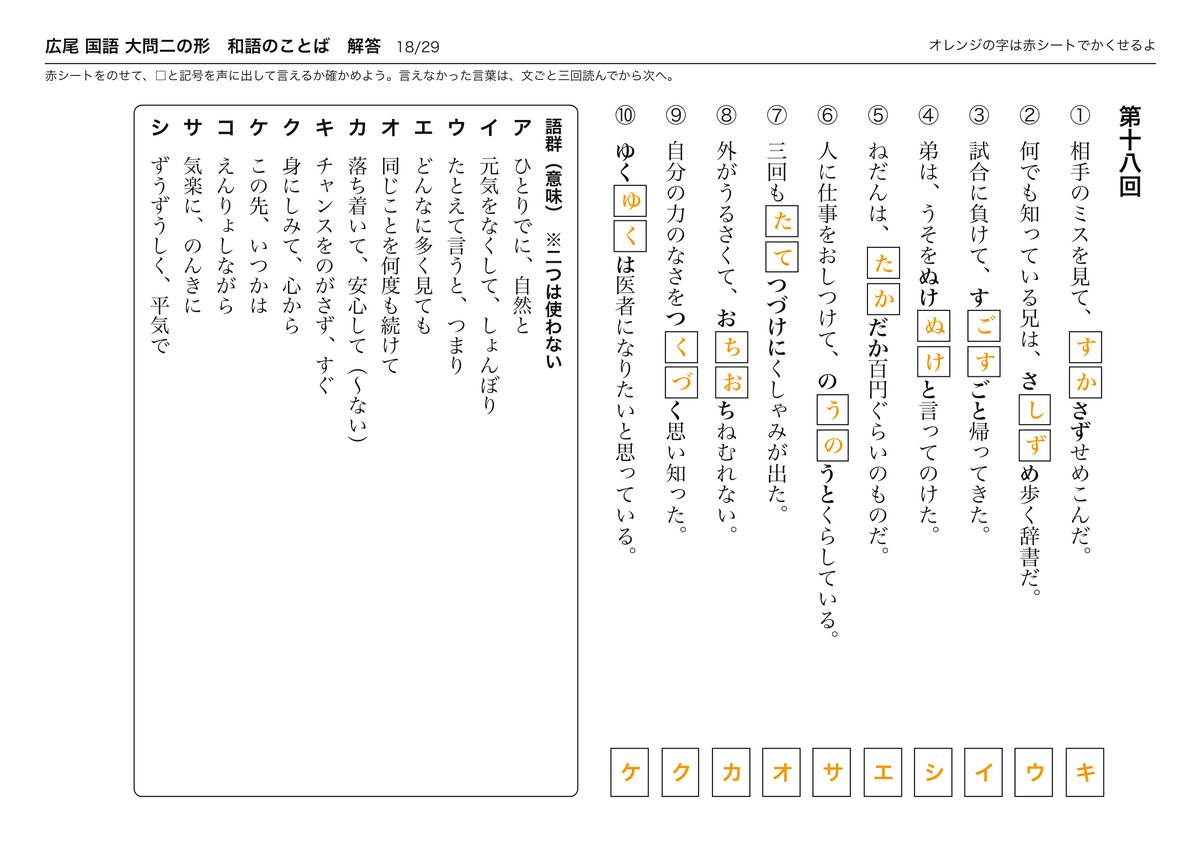 広尾 国語 大問二の形　和語のことば　解答　18/29
オレンジの字は赤シートでかくせるよ
赤シートをのせて、□と記号を声に出して言えるか確かめよう。言えなかった言葉は、文ごと三回読んでから次へ。
第十八回
① 相手のミスを見て、すかさずせめこんだ。 キ
② 何でも知っている兄は、さしずめ歩く辞書だ。 ウ
③ 試合に負けて、すごすごと帰ってきた。 イ
④ 弟は、うそをぬけぬけと言ってのけた。 シ
⑤ ねだんは、たかだか百円ぐらいのものだ。 エ
⑥ 人に仕事をおしつけて、のうのうとくらしている。 サ
⑦ 三回もたてつづけにくしゃみが出た。 オ
⑧ 外がうるさくて、おちおちねむれない。 カ
⑨ 自分の力のなさをつくづく思い知った。 ク
⑩ ゆくゆくは医者になりたいと思っている。 ケ
語群（意味）　※二つは使わない
ア　ひとりでに、自然と
イ　元気をなくして、しょんぼり
ウ　たとえて言うと、つまり
エ　どんなに多く見ても
オ　同じことを何度も続けて
カ　落ち着いて、安心して（〜ない）
キ　チャンスをのがさず、すぐ
ク　身にしみて、心から
ケ　この先、いつかは
コ　えんりょしながら
サ　気楽に、のんきに
シ　ずうずうしく、平気で